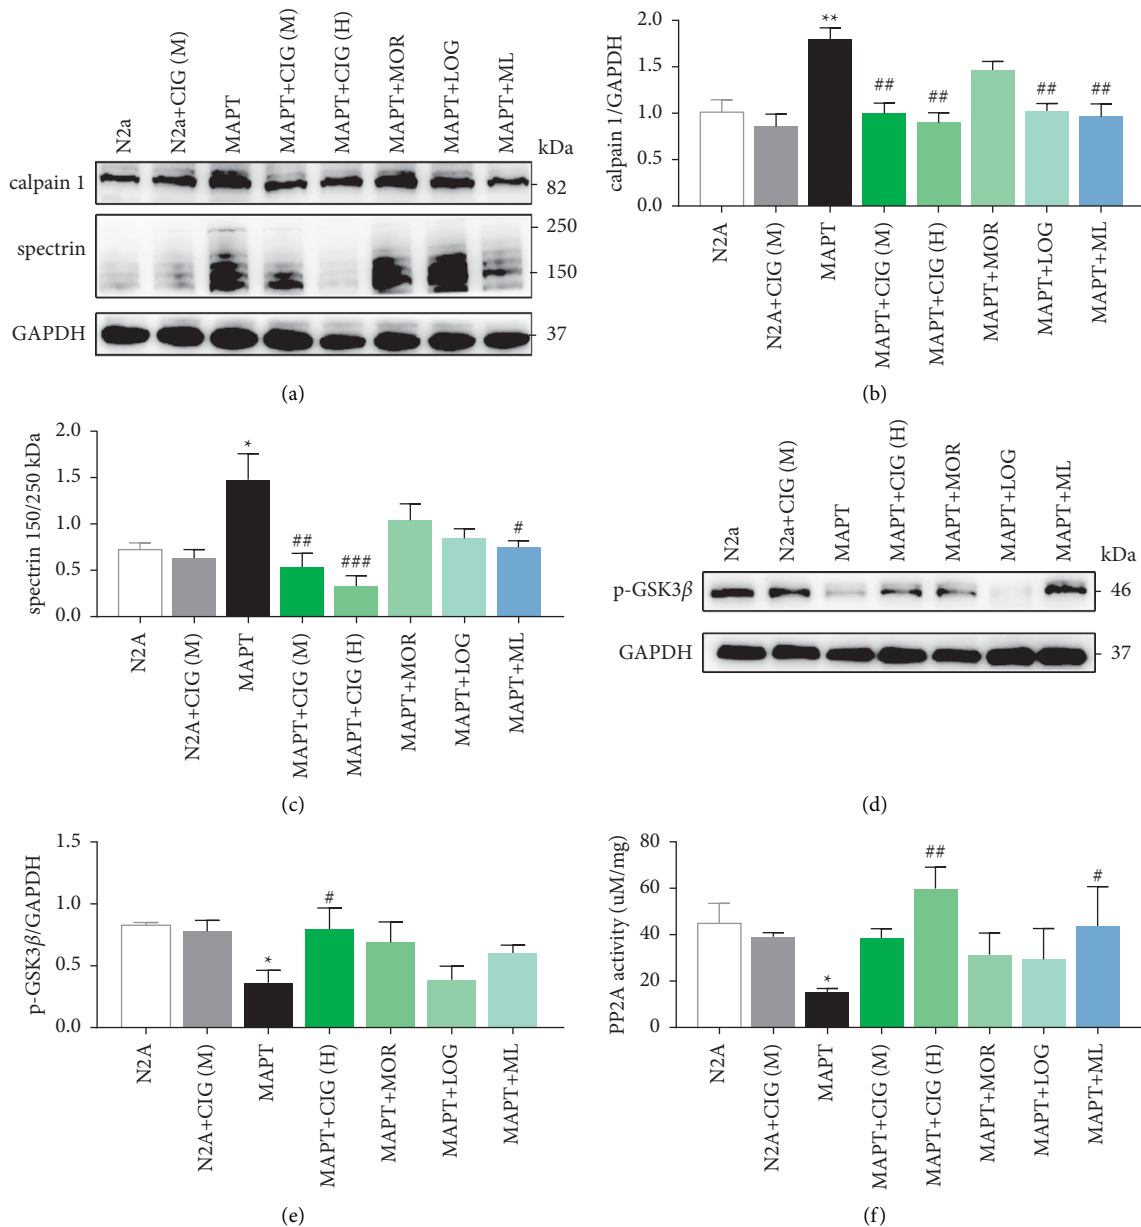 N2a
N2a+CIG (M)
MAPT
MAPT+CIG (M)
MAPT+CIG (H)
MAPT+MOR
MAPT+LOG
MAPT+ML
kDa
calpain 1
82
spectrin
250
150
GAPDH
37
(a)
calpain 1/GAPDH
2.0
1.5
1.0
0.5
0.0
**
##
##
##
##
N2A
N2A+CIG (M)
MAPT
MAPT+CIG (M)
MAPT+CIG (H)
MAPT+MOR
MAPT+LOG
MAPT+ML
(b)
spectrin 150/250 kDa
2.0
1.5
1.0
0.5
0.0
*
##
###
#
N2A
N2A+CIG (M)
MAPT
MAPT+CIG (M)
MAPT+CIG (H)
MAPT+MOR
MAPT+LOG
MAPT+ML
(c)
N2a
N2a+CIG (M)
MAPT
MAPT+CIG (H)
MAPT+MOR
MAPT+LOG
MAPT+ML
kDa
p-GSK3β
46
GAPDH
37
(d)
p-GSK3β/GAPDH
1.5
1.0
0.5
0.0
*
#
N2A
N2A+CIG (M)
MAPT
MAPT+CIG (H)
MAPT+MOR
MAPT+LOG
MAPT+ML
(e)
PP2A activity (uM/mg)
80
60
40
20
0
*
##
#
N2A
N2A+CIG (M)
MAPT
MAPT+CIG (M)
MAPT+CIG (H)
MAPT+MOR
MAPT+LOG
MAPT+ML
(f)